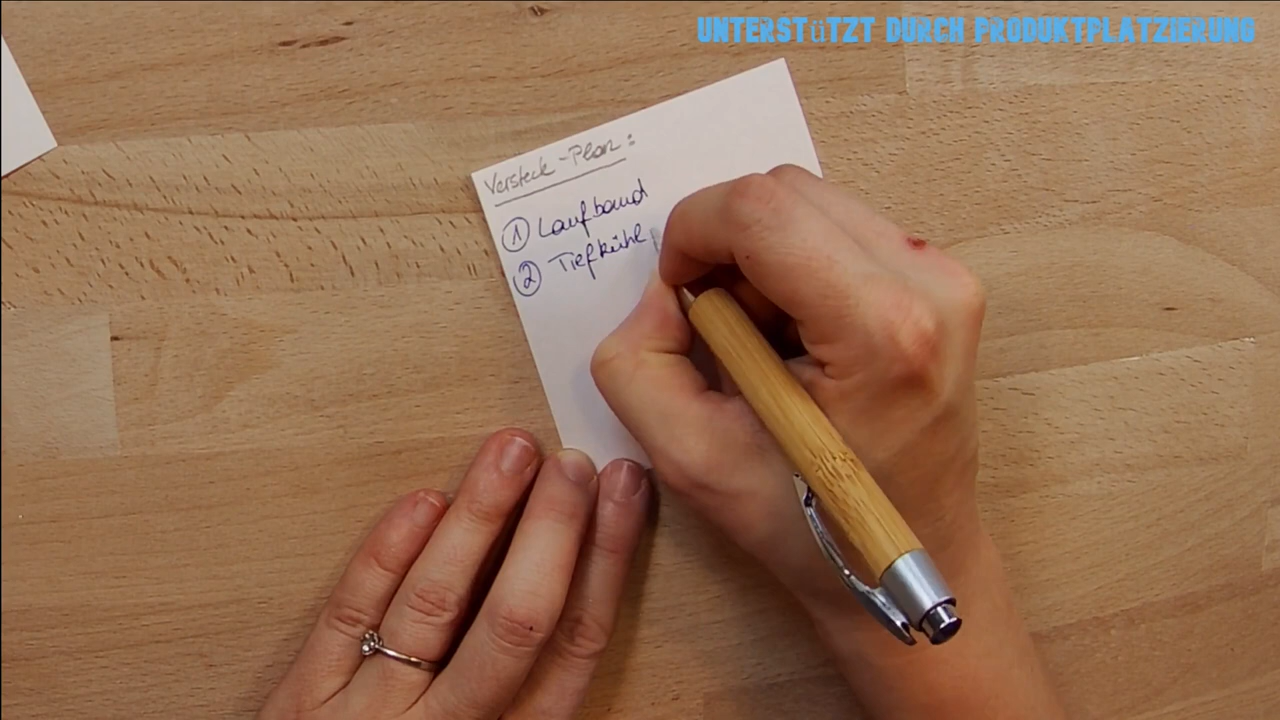 UNTERSTÜTZT DURCH PRODUKTPLATZIERUNG
Versteck-Plan:
① Laufband
② Tiefkühl